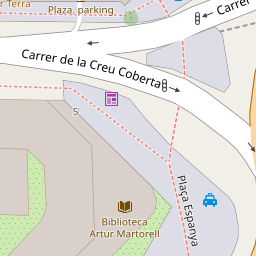 r Terra
Plaza. parking
Carrer
Carrer de la Creu Coberta
5
Plaça Espanya
Biblioteca
Artur Martorell